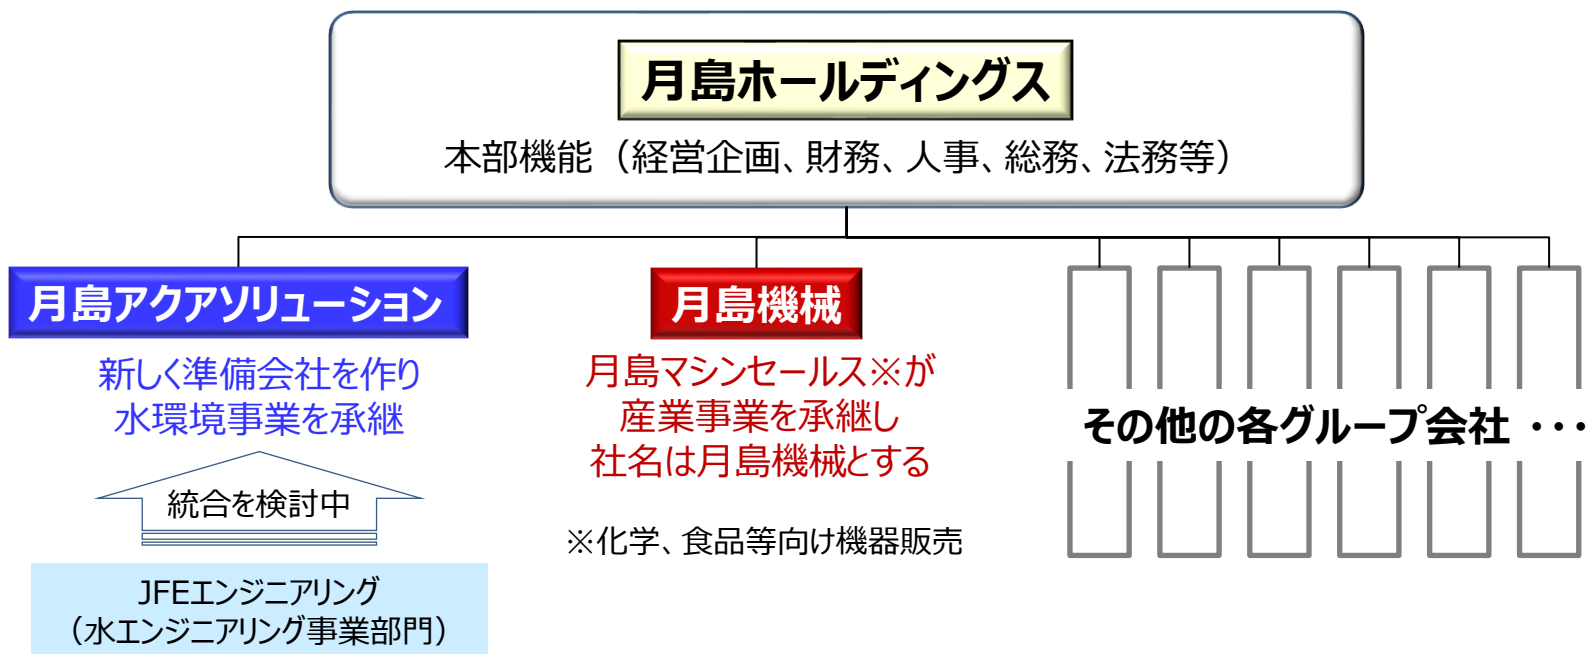 月島ホールディングス
本部機能（経営企画、財務、人事、総務、法務等）
月島アクアソリューション
新しく準備会社を作り
水環境事業を承継
統合を検討中
JFEエンジニアリング
（水エンジニアリング事業部門）
月島機械
月島マシンセールス※が
産業事業を承継し
社名は月島機械とする
※化学、食品等向け機器販売
その他の各グループ会社 ･･･